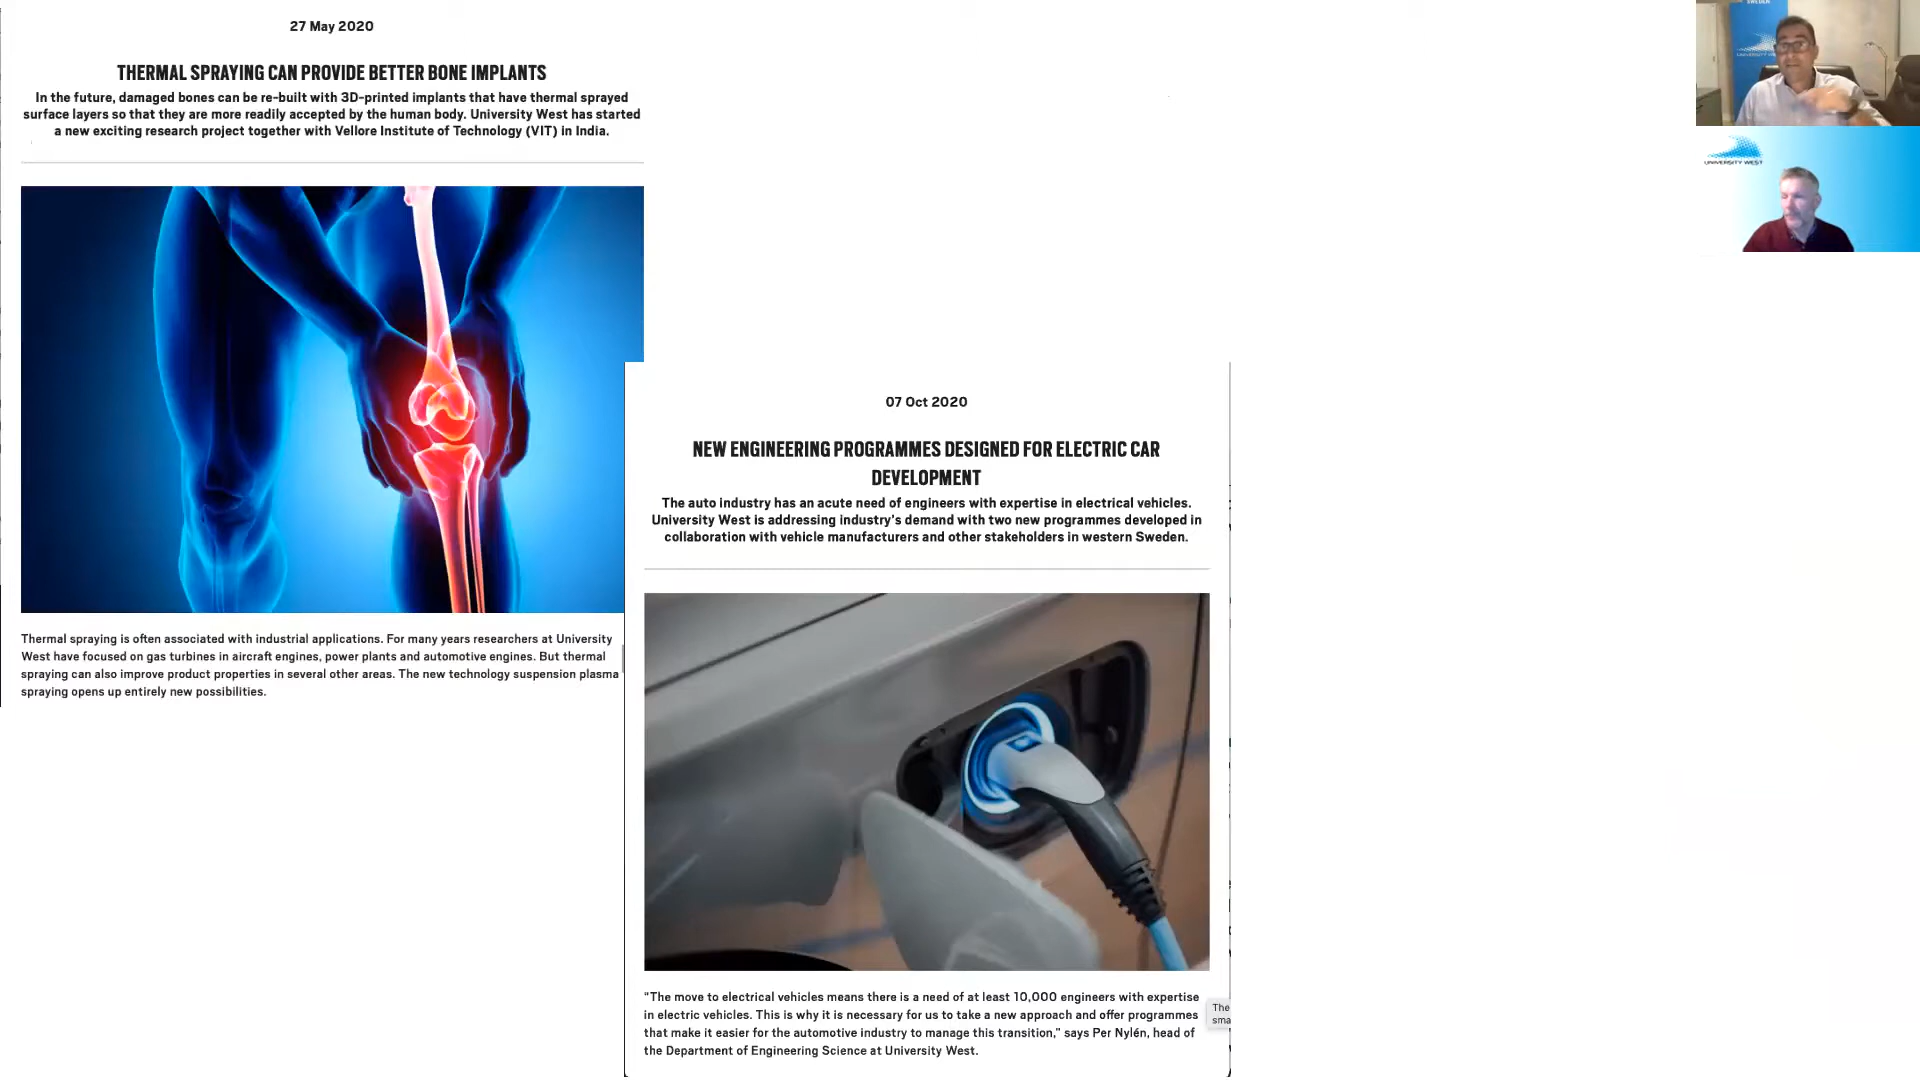 27 May 2020
THERMAL SPRAYING CAN PROVIDE BETTER BONE IMPLANTS
In the future, damaged bones can be re-built with 3D-printed implants that have thermal sprayed
surface layers so that they are more readily accepted by the human body. University West has started
a new exciting research project together with Vellore Institute of Technology (VIT) in India.
Thermal spraying is often associated with industrial applications. For many years researchers at University
West have focused on gas turbines in aircraft engines, power plants and automotive engines. But thermal
spraying can also improve product properties in several other areas. The new technology suspension plasma
spraying opens up entirely new possibilities.
07 Oct 2020
NEW ENGINEERING PROGRAMMES DESIGNED FOR ELECTRIC CAR
DEVELOPMENT
The auto industry has an acute need of engineers with expertise in electrical vehicles.
University West is addressing industry's demand with two new programmes developed in
collaboration with vehicle manufacturers and other stakeholders in western Sweden.
"The move to electrical vehicles means there is a need of at least 10,000 engineers with expertise
in electric vehicles. This is why it is necessary for us to take a new approach and offer programmes
that make it easier for the automotive industry to manage this transition," says Per Nylén, head of
the Department of Engineering Science at University West.
The
sma
SWEDEN
UNIVERSITY WE
UNIVERSITY WEST